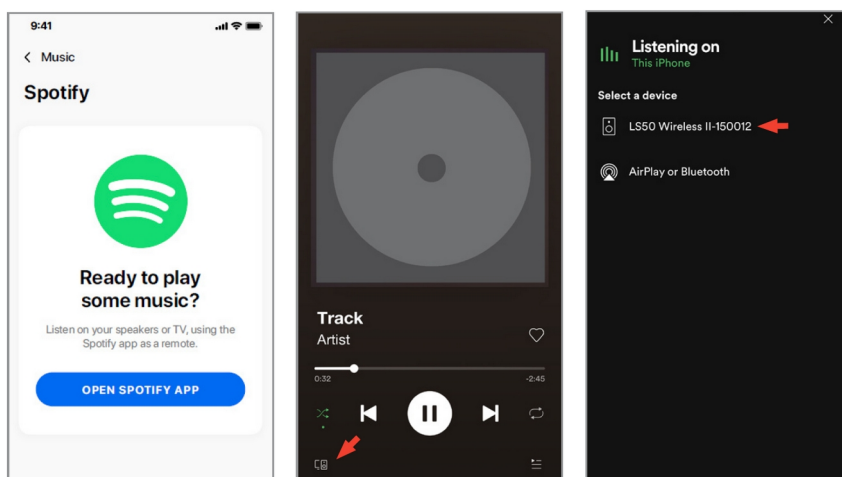 9:41
Music
Spotify
Ready to play
some music?
Listen on your speakers or TV, using the
Spotify app as a remote.
OPEN SPOTIFY APP
Track
Artist
0:32
-2:45
Listening on
This iPhone
Select a device
LS50 Wireless II-150012
AirPlay or Bluetooth